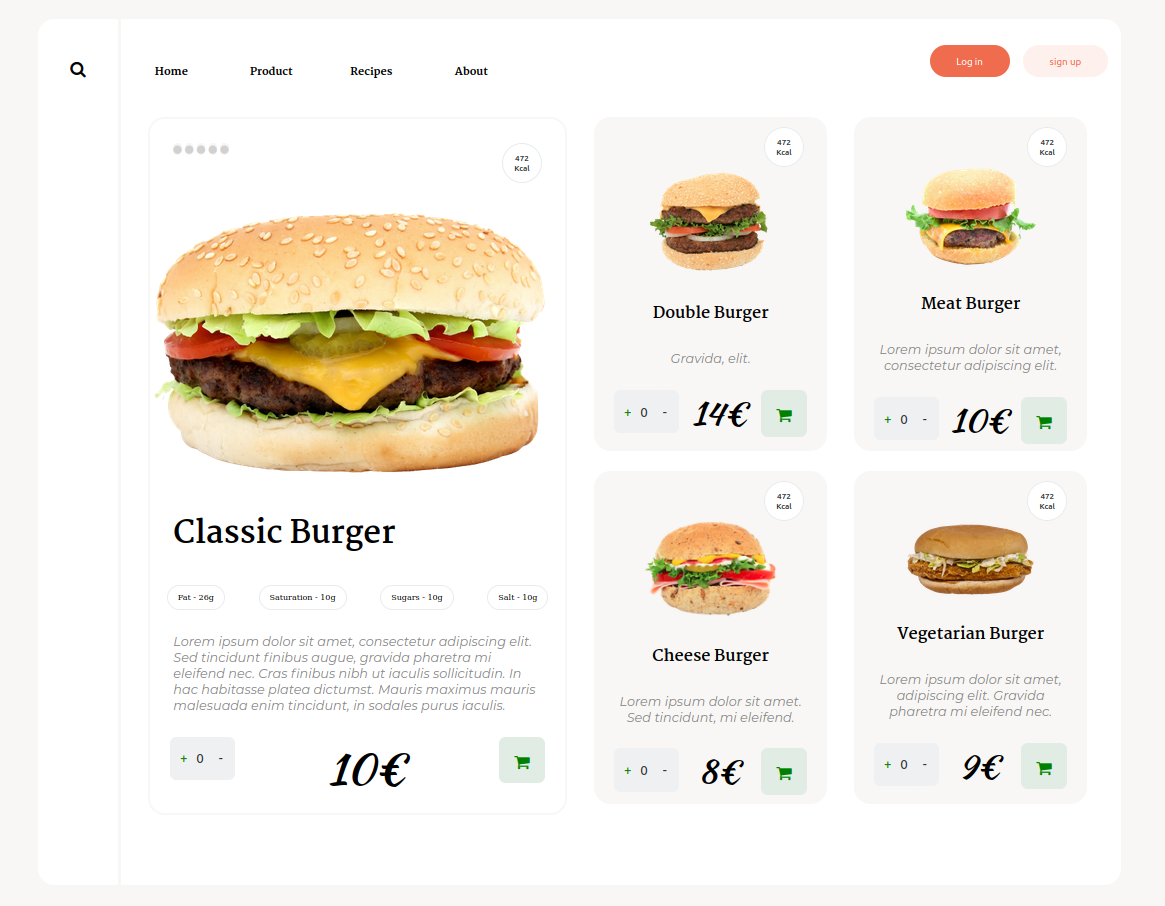 Home Product Recipes About
Log in sign up
472
Kcal
Classic Burger
Fat - 26g Saturation - 10g Sugars - 10g Salt - 10g
Lorem ipsum dolor sit amet, consectetur adipiscing elit.
Sed tincidunt finibus augue, gravida pharetra mi
eleifend nec. Cras finibus nibh ut iaculis sollicitudin. In
hac habitasse platea dictumst. Mauris maximus mauris
malesuada enim tincidunt, in sodales purus iaculis.
+ 0 - 10€
472
Kcal
Double Burger
Gravida, elit.
+ 0 - 14€
472
Kcal
Meat Burger
Lorem ipsum dolor sit amet,
consectetur adipiscing elit.
+ 0 - 10€
472
Kcal
Cheese Burger
Lorem ipsum dolor sit amet.
Sed tincidunt, mi eleifend.
+ 0 - 8€
472
Kcal
Vegetarian Burger
Lorem ipsum dolor sit amet,
adipiscing elit. Gravida
pharetra mi eleifend nec.
+ 0 - 9€